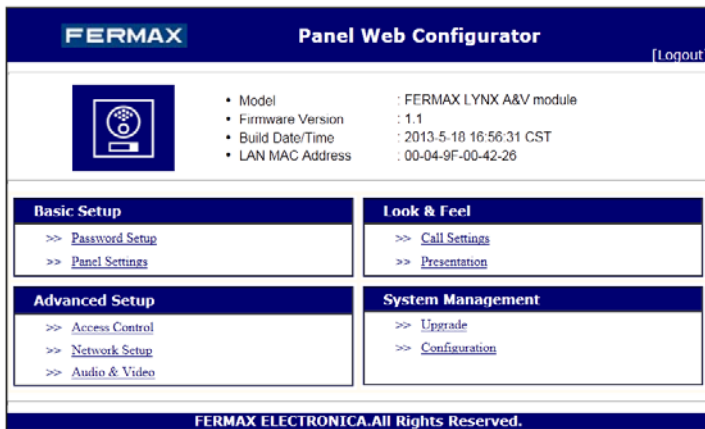 FERMAX
Panel Web Configurator
[Logout]
• Model : FERMAX LYNX A&V module
• Firmware Version : 1.1
• Build Date/Time : 2013-5-18 16:56:31 CST
• LAN MAC Address : 00-04-9F-00-42-26
Basic Setup
>> Password Setup
>> Panel Settings
Look & Feel
>> Call Settings
>> Presentation
Advanced Setup
>> Access Control
>> Network Setup
>> Audio & Video
System Management
>> Upgrade
>> Configuration
FERMAX ELECTRONICA.All Rights Reserved.